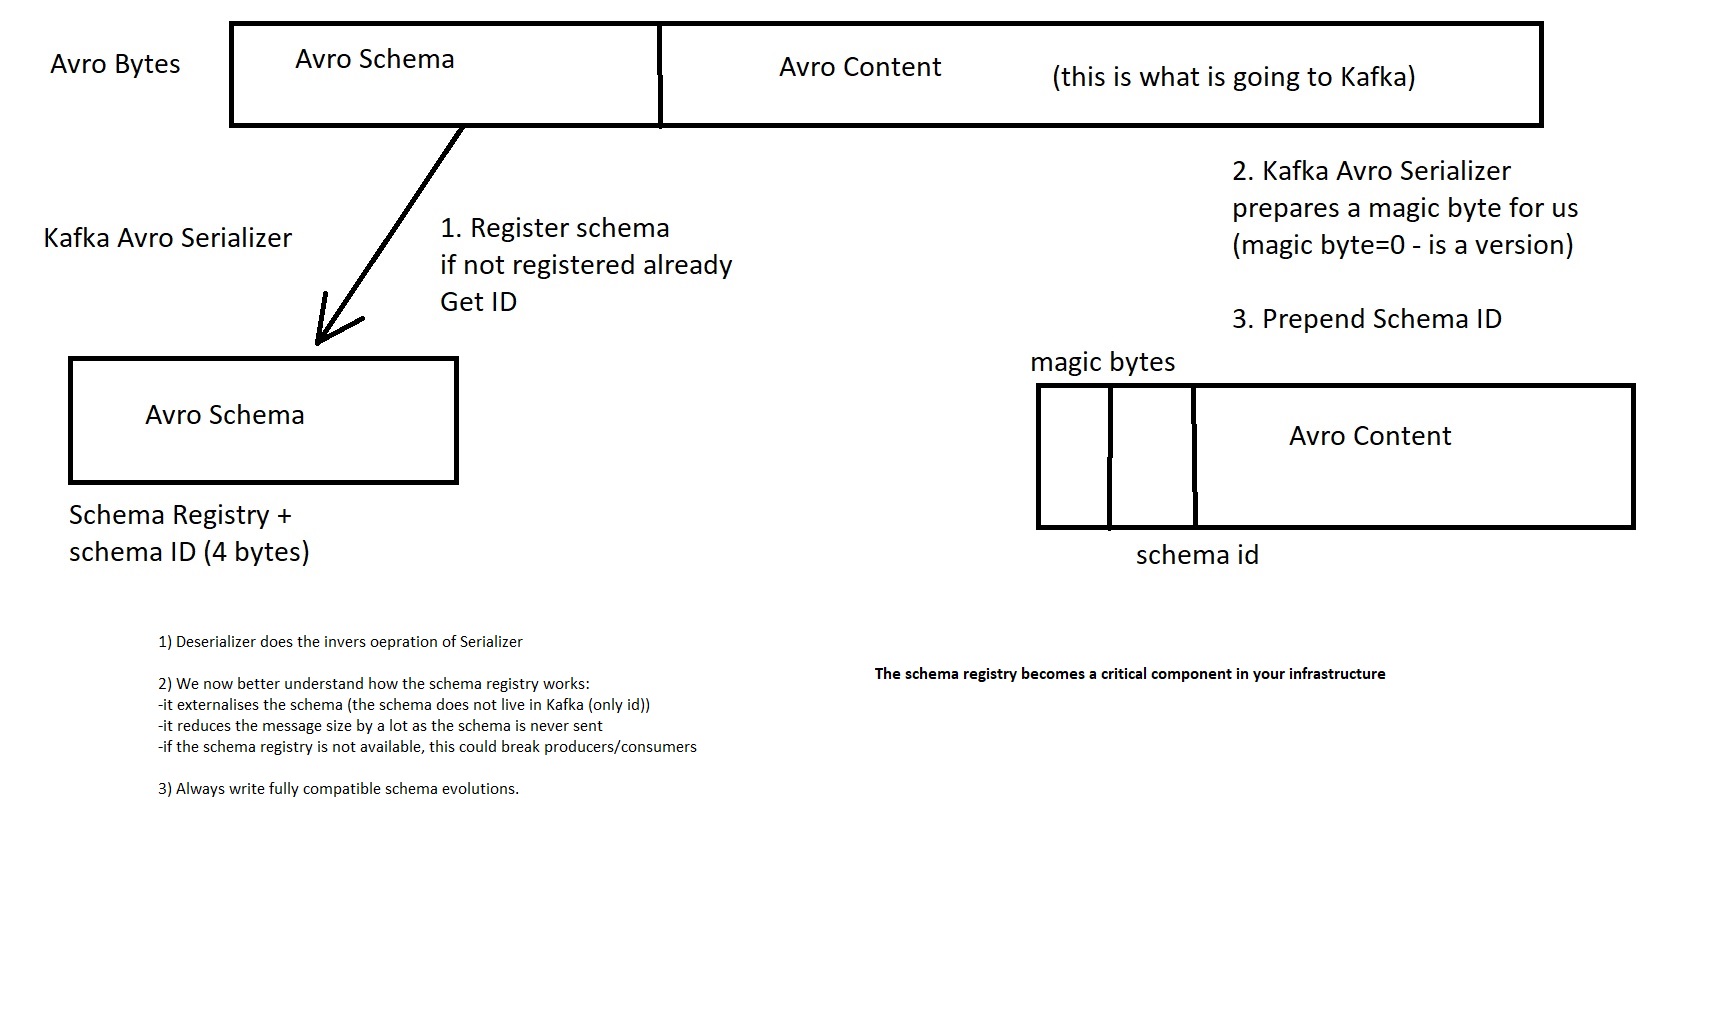 Avro Bytes
Avro Schema
Avro Content
(this is what is going to Kafka)
Kafka Avro Serializer
1. Register schema
if not registered already
Get ID
2. Kafka Avro Serializer
prepares a magic byte for us
(magic byte=0 - is a version)
3. Prepend Schema ID
Avro Schema
Schema Registry +
schema ID (4 bytes)
magic bytes
Avro Content
schema id
1) Deserializer does the invers oepration of Serializer
2) We now better understand how the schema registry works:
-it externalises the schema (the schema does not live in Kafka (only id))
-it reduces the message size by a lot as the schema is never sent
-if the schema registry is not available, this could break producers/consumers
3) Always write fully compatible schema evolutions.
The schema registry becomes a critical component in your infrastructure